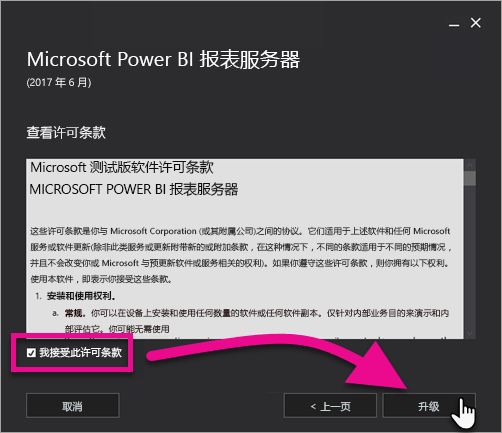 Microsoft Power BI 报表服务器
(2017 年 6 月)
查看许可条款
Microsoft 测试版软件许可条款
MICROSOFT POWER BI 报表服务器
这些许可条款是你与 Microsoft Corporation (或其附属公司)之间的协议。它们适用于上述软件和任何 Microsoft
服务或软件更新(除非此类服务或更新附带新的或附加条款，在这种情况下，不同的条款适用于不同的预期情况，
并且不会改变你或 Microsoft 与预更新软件或服务相关的权利)。如果你遵守这些许可条款，则你拥有以下权利。
使用本软件，即表示你接受这些条款。
1. 安装和使用权利。
a. 常规。你可以在设备上安装和使用任何数量的软件或任何软件副本。仅针对内部业务目的来演示和内
部评估它。你可能无需使用
我接受此许可条款
取消
< 上一页
升级